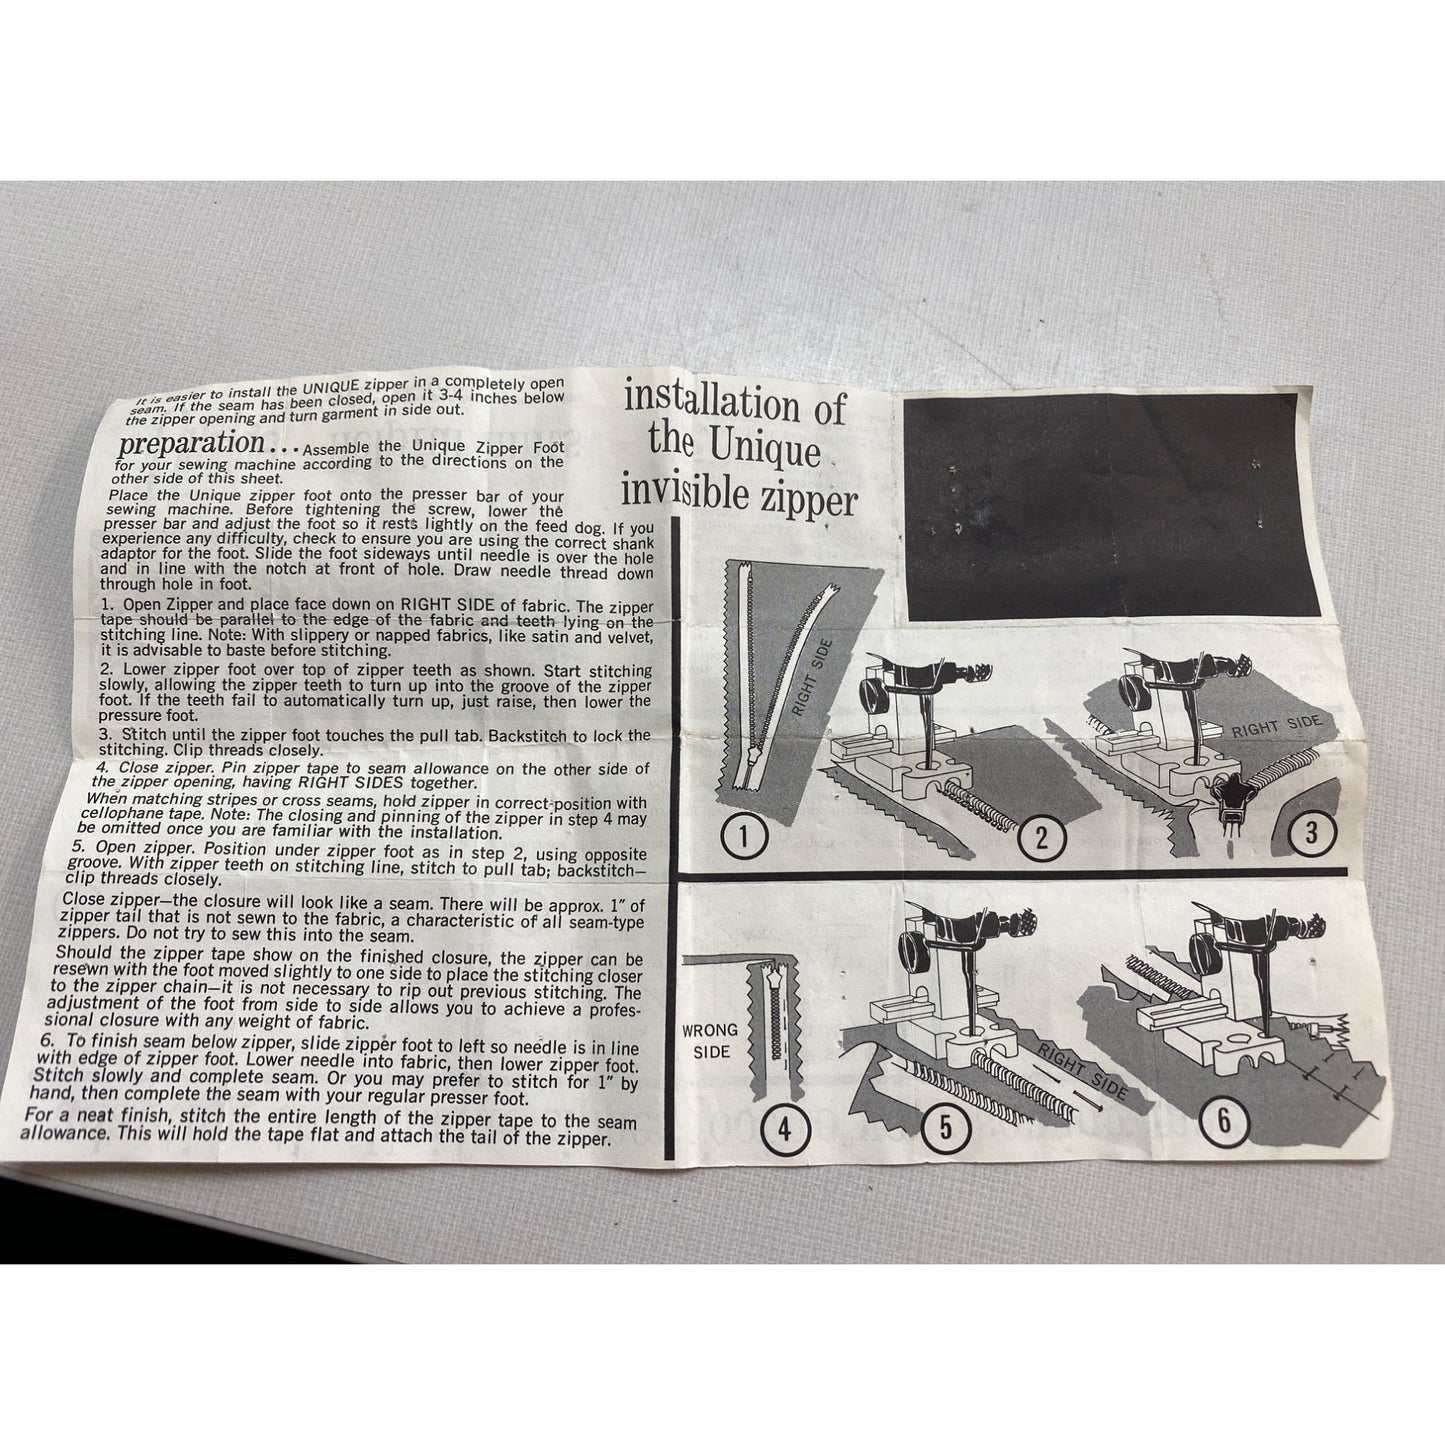 It is easier to install the UNIQUE zipper in a completely open
seam. If the seam has been closed, open it 3-4 inches below
the zipper opening and turn garment in side out.
preparation... Assemble the Unique Zipper Foot
for your sewing machine according to the directions on the
other side of this sheet.
Place the Unique zipper foot onto the presser bar of your
sewing machine. Before tightening the screw, lower the
presser bar and adjust the foot so it rests lightly on the feed dog. If you
experience any difficulty, check to ensure you are using the correct shank
adaptor for the foot. Slide the foot sideways until needle is over the hole
and in line with the notch at front of hole. Draw needle thread down
through hole in foot.
1. Open Zipper and place face down on RIGHT SIDE of fabric. The zipper
tape should be parallel to the edge of the fabric and teeth lying on the
stitching line. Note: With slippery or napped fabrics, like satin and velvet,
it is advisable to baste before stitching.
2. Lower zipper foot over top of zipper teeth as shown. Start stitching
slowly, allowing the zipper teeth to turn up into the groove of the zipper
foot. If the teeth fail to automatically turn up, just raise, then lower the
pressure foot.
3. Stitch until the zipper foot touches the pull tab. Backstitch to lock the
stitching. Clip threads closely.
4. Close zipper. Pin zipper tape to seam allowance on the other side of
the zipper opening, having RIGHT SIDES together.
When matching stripes or cross seams, hold zipper in correct position with
cellophane tape. Note: The closing and pinning of the zipper in step 4 may
be omitted once you are familiar with the installation.
5. Open zipper. Position under zipper foot as in step 2, using opposite
groove. With zipper teeth on stitching line, stitch to pull tab; backstitch—
clip threads closely.
Close zipper—the closure will look like a seam. There will be approx. 1" of
zipper tail that is not sewn to the fabric, a characteristic of all seam-type
zippers. Do not try to sew this into the seam.
Should the zipper tape show on the finished closure, the zipper can be
resewn with the foot moved slightly to one side to place the stitching closer
to the zipper chain—it is not necessary to rip out previous stitching. The
adjustment of the foot from side to side allows you to achieve a profes-
sional closure with any weight of fabric.
6. To finish seam below zipper, slide zipper foot to left so needle is in line
with edge of zipper foot. Lower needle into fabric, then lower zipper foot.
Stitch slowly and complete seam. Or you may prefer to stitch for 1" by
hand, then complete the seam with your regular presser foot.
For a neat finish, stitch the entire length of the zipper tape to the seam
allowance. This will hold the tape flat and attach the tail of the zipper.
installation of
the Unique
invisible zipper
RIGHT SIDE
1
2
RIGHT SIDE
3
WRONG
SIDE
4
RIGHT SIDE
5
6